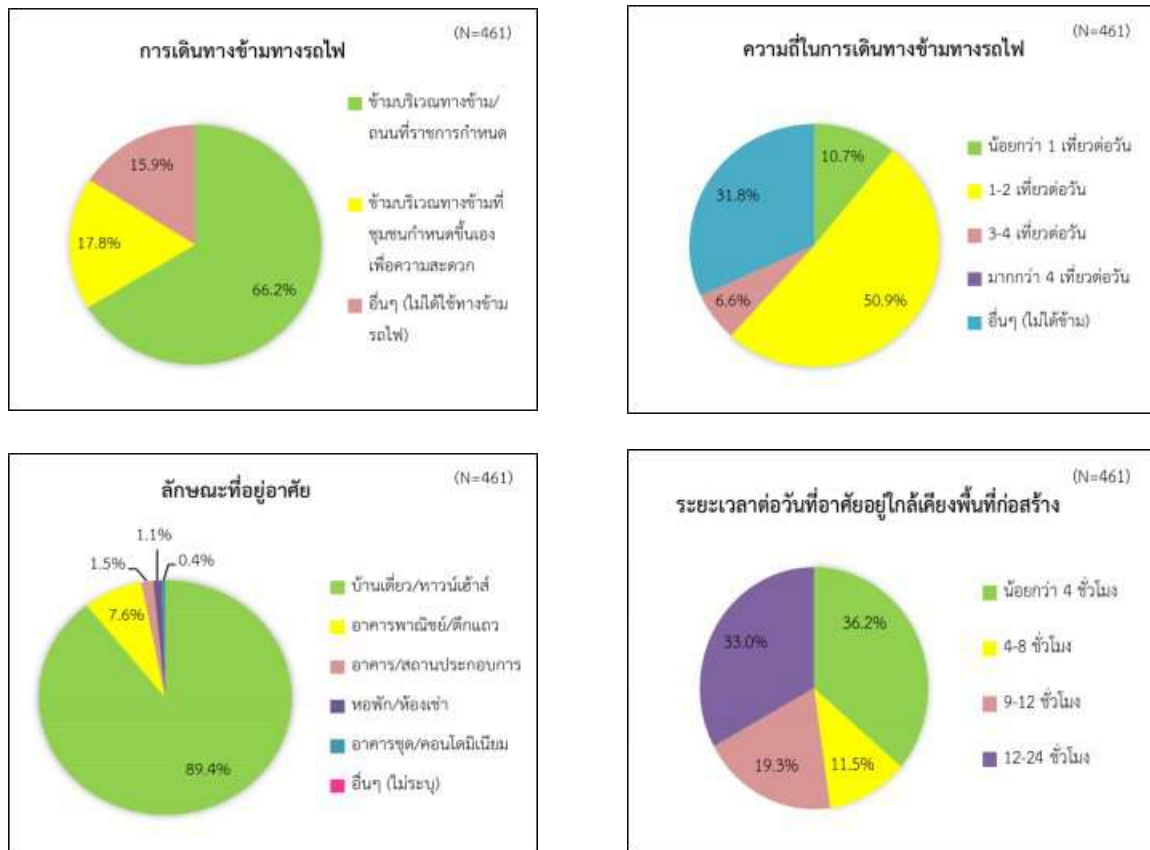 (N=461)
การเดินทางข้ามทางรถไฟ
ข้ามบริเวณทางข้าม/
ถนนที่ราชการกำหนด
15.9%
ข้ามบริเวณทางข้ามที่
ชุมชนกำหนดขึ้นเอง
เพื่อความสะดวก
17.8%
66.2%
อื่นๆ (ไม่ได้ใช้ทางข้าม
รถไฟ)
(N=461)
ความถี่ในการเดินทางข้ามทางรถไฟ
น้อยกว่า 1 เที่ยวต่อวัน
10.7%
1-2 เที่ยวต่อวัน
31.8%
3-4 เที่ยวต่อวัน
มากกว่า 4 เที่ยวต่อวัน
6.6%
50.9%
อื่นๆ (ไม่ได้ข้าม)
(N=461)
ลักษณะที่อยู่อาศัย
1.1%
1.5%
0.4%
บ้านเดี่ยว/ทาวน์เฮ้าส์
7.6%
อาคารพาณิชย์/ตึกแถว
อาคาร/สถานประกอบการ
หอพัก/ห้องเช่า
อาคารชุด/คอนโดมิเนียม
89.4%
อื่นๆ (ไม่ระบุ)
(N=461)
ระยะเวลาต่อวันที่อาศัยอยู่ใกล้เคียงพื้นที่ก่อสร้าง
น้อยกว่า 4 ชั่วโมง
36.2%
33.0%
4-8 ชั่วโมง
9-12 ชั่วโมง
19.3%
11.5%
12-24 ชั่วโมง